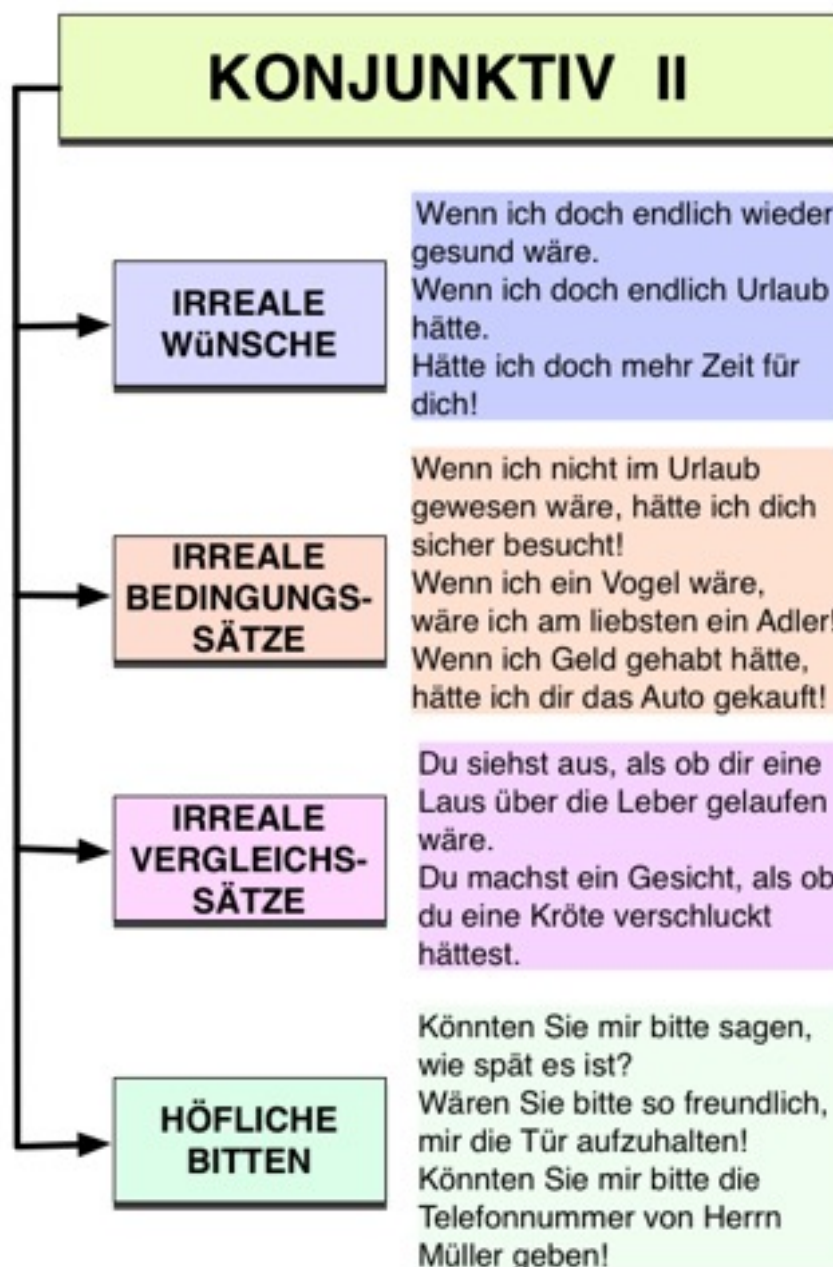 KONJUNKTIV II
IRREALE
WüNSCHE
Wenn ich doch endlich wieder
gesund wäre.
Wenn ich doch endlich Urlaub
hätte.
Hätte ich doch mehr Zeit für
dich!
IRREALE
BEDINGUNGS-
SÄTZE
Wenn ich nicht im Urlaub
gewesen wäre, hätte ich dich
sicher besucht!
Wenn ich ein Vogel wäre,
wäre ich am liebsten ein Adler!
Wenn ich Geld gehabt hätte,
hätte ich dir das Auto gekauft!
IRREALE
VERGLEICHS-
SÄTZE
Du siehst aus, als ob dir eine
Laus über die Leber gelaufen
wäre.
Du machst ein Gesicht, als ob
du eine Kröte verschluckt
hättest.
HÖFLICHE
BITTEN
Könnten Sie mir bitte sagen,
wie spät es ist?
Wären Sie bitte so freundlich,
mir die Tür aufzuhalten!
Könnten Sie mir bitte die
Telefonnummer von Herrn
Müller geben!